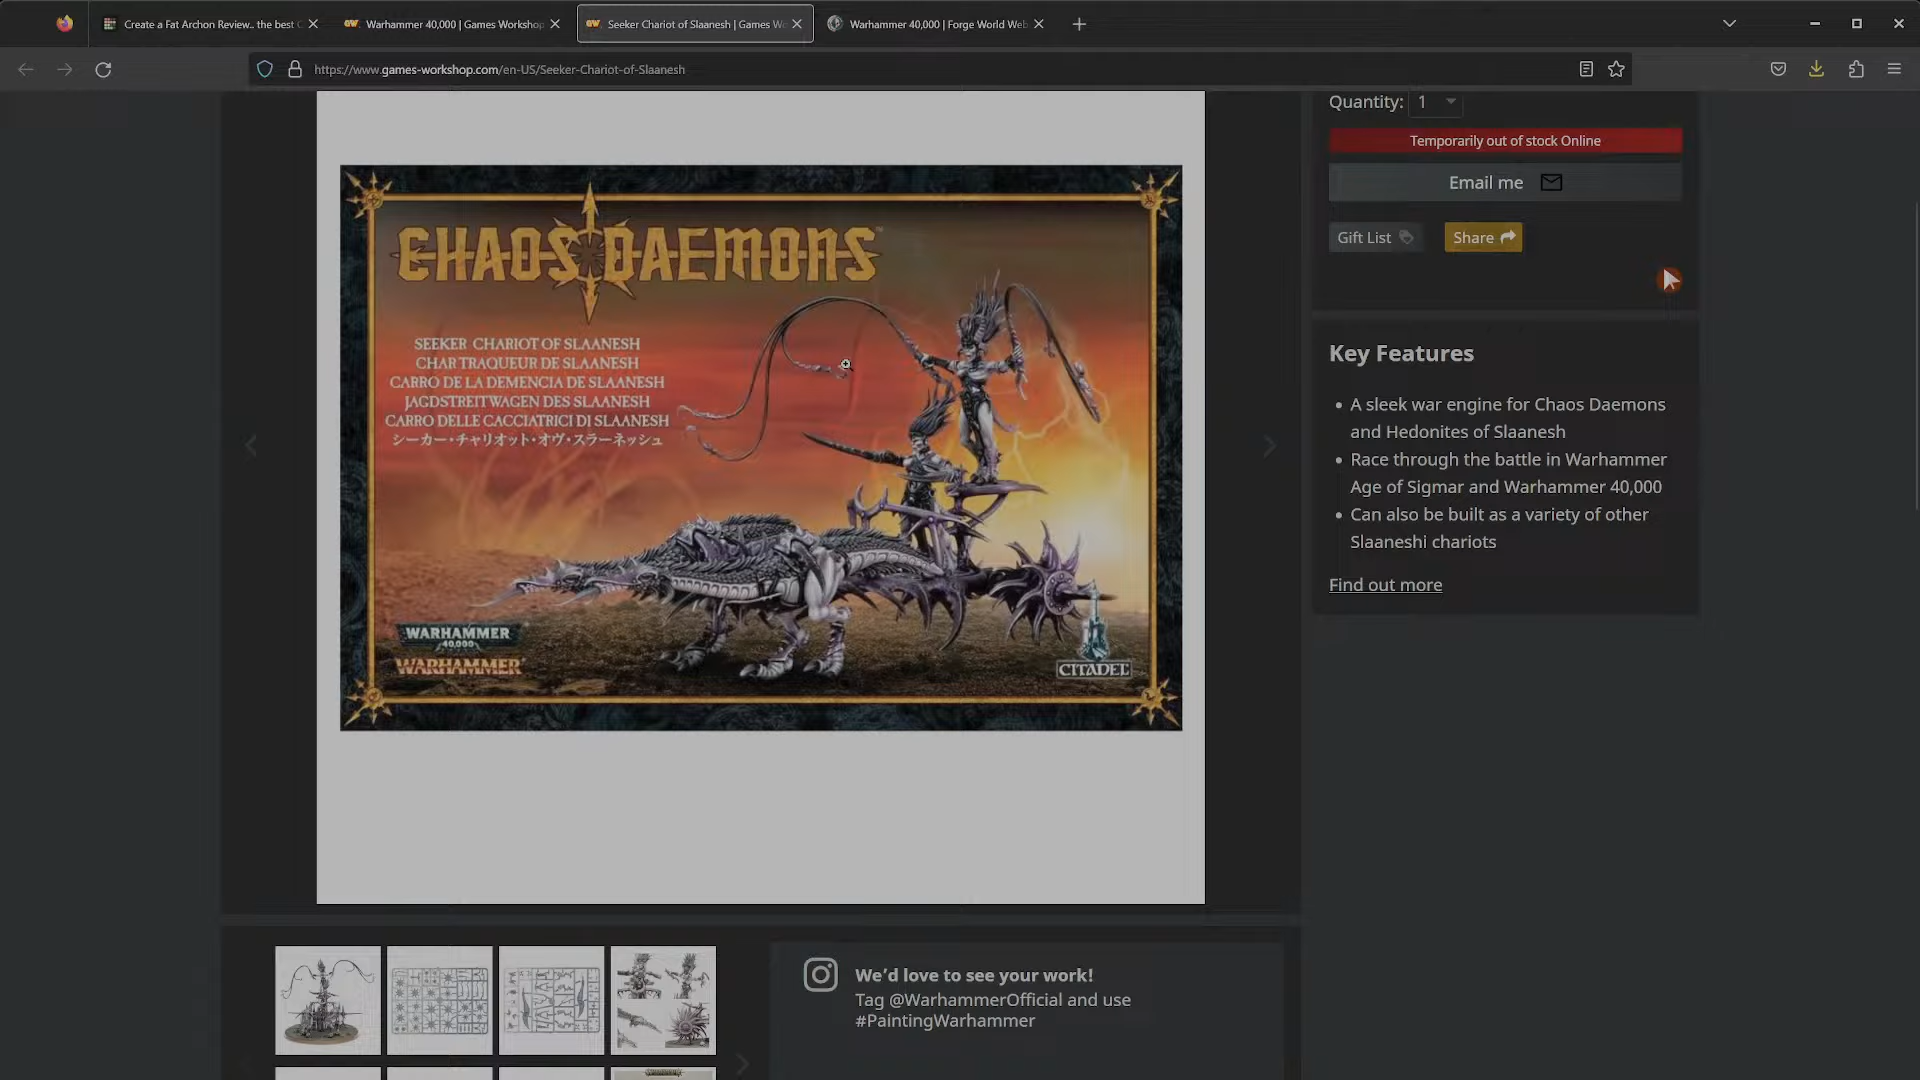 Create a Fat Archon Review.. the best C
Warhammer 40,000 | Games Workshop
Seeker Chariot of Slaanesh | Games Wo
Warhammer 40,000 | Forge World Web
https://www.games-workshop.com/en-US/Seeker-Chariot-of-Slaanesh
Quantity: 1
Temporarily out of stock Online
Email me
Gift List
Share
CHAOS DAEMONS
SEEKER CHARIOT OF SLAANESH
CHAR TRAQUEUR DE SLAANESH
CARRO DE LA DEMENCIA DE SLAANESH
JAGDSTREITWAGEN DES SLAANESH
CARRO DELLE CACCIATRICI DI SLAANESH
シーカー・チャリオット・オヴ・スラーネッシュ
WARHAMMER
40,000
WARHAMMER
CITADEL
Key Features
• A sleek war engine for Chaos Daemons
and Hedonites of Slaanesh
• Race through the battle in Warhammer
Age of Sigmar and Warhammer 40,000
• Can also be built as a variety of other
Slaaneshi chariots
Find out more
We'd love to see your work!
Tag @WarhammerOfficial and use
#PaintingWarhammer